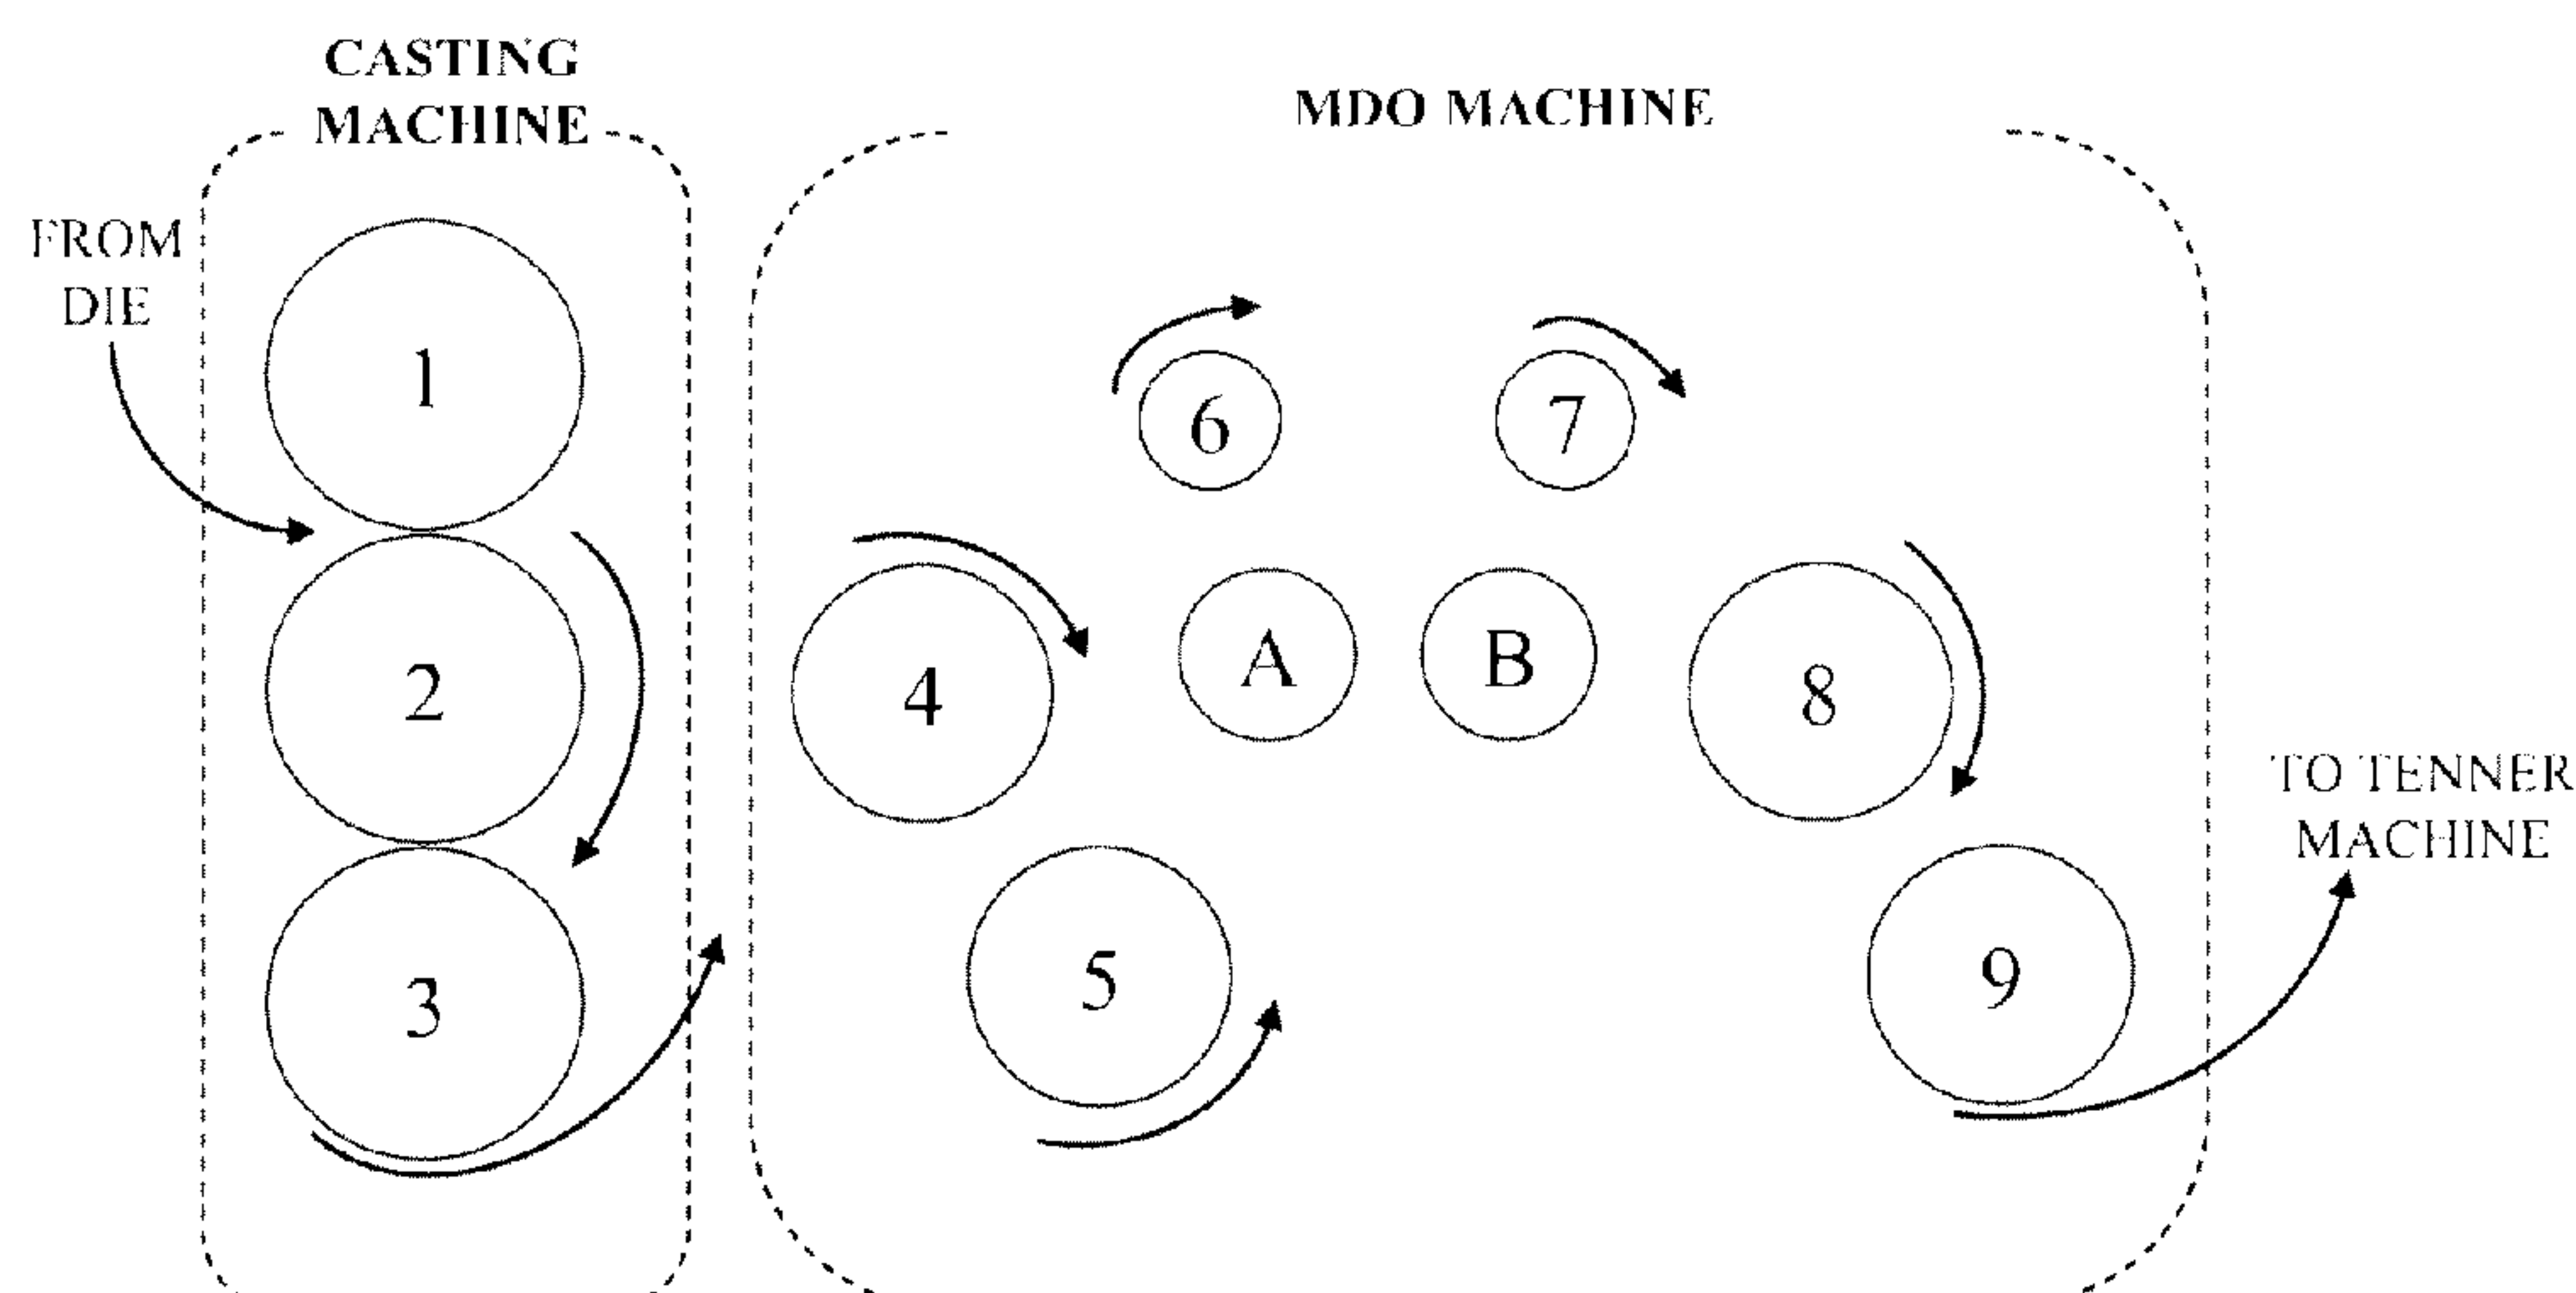 CASTING
MACHINE
MDO MACHINE
FROM
DIE
1
2
3
4
5
6
7
A
B
8
9
TO TENNER
MACHINE